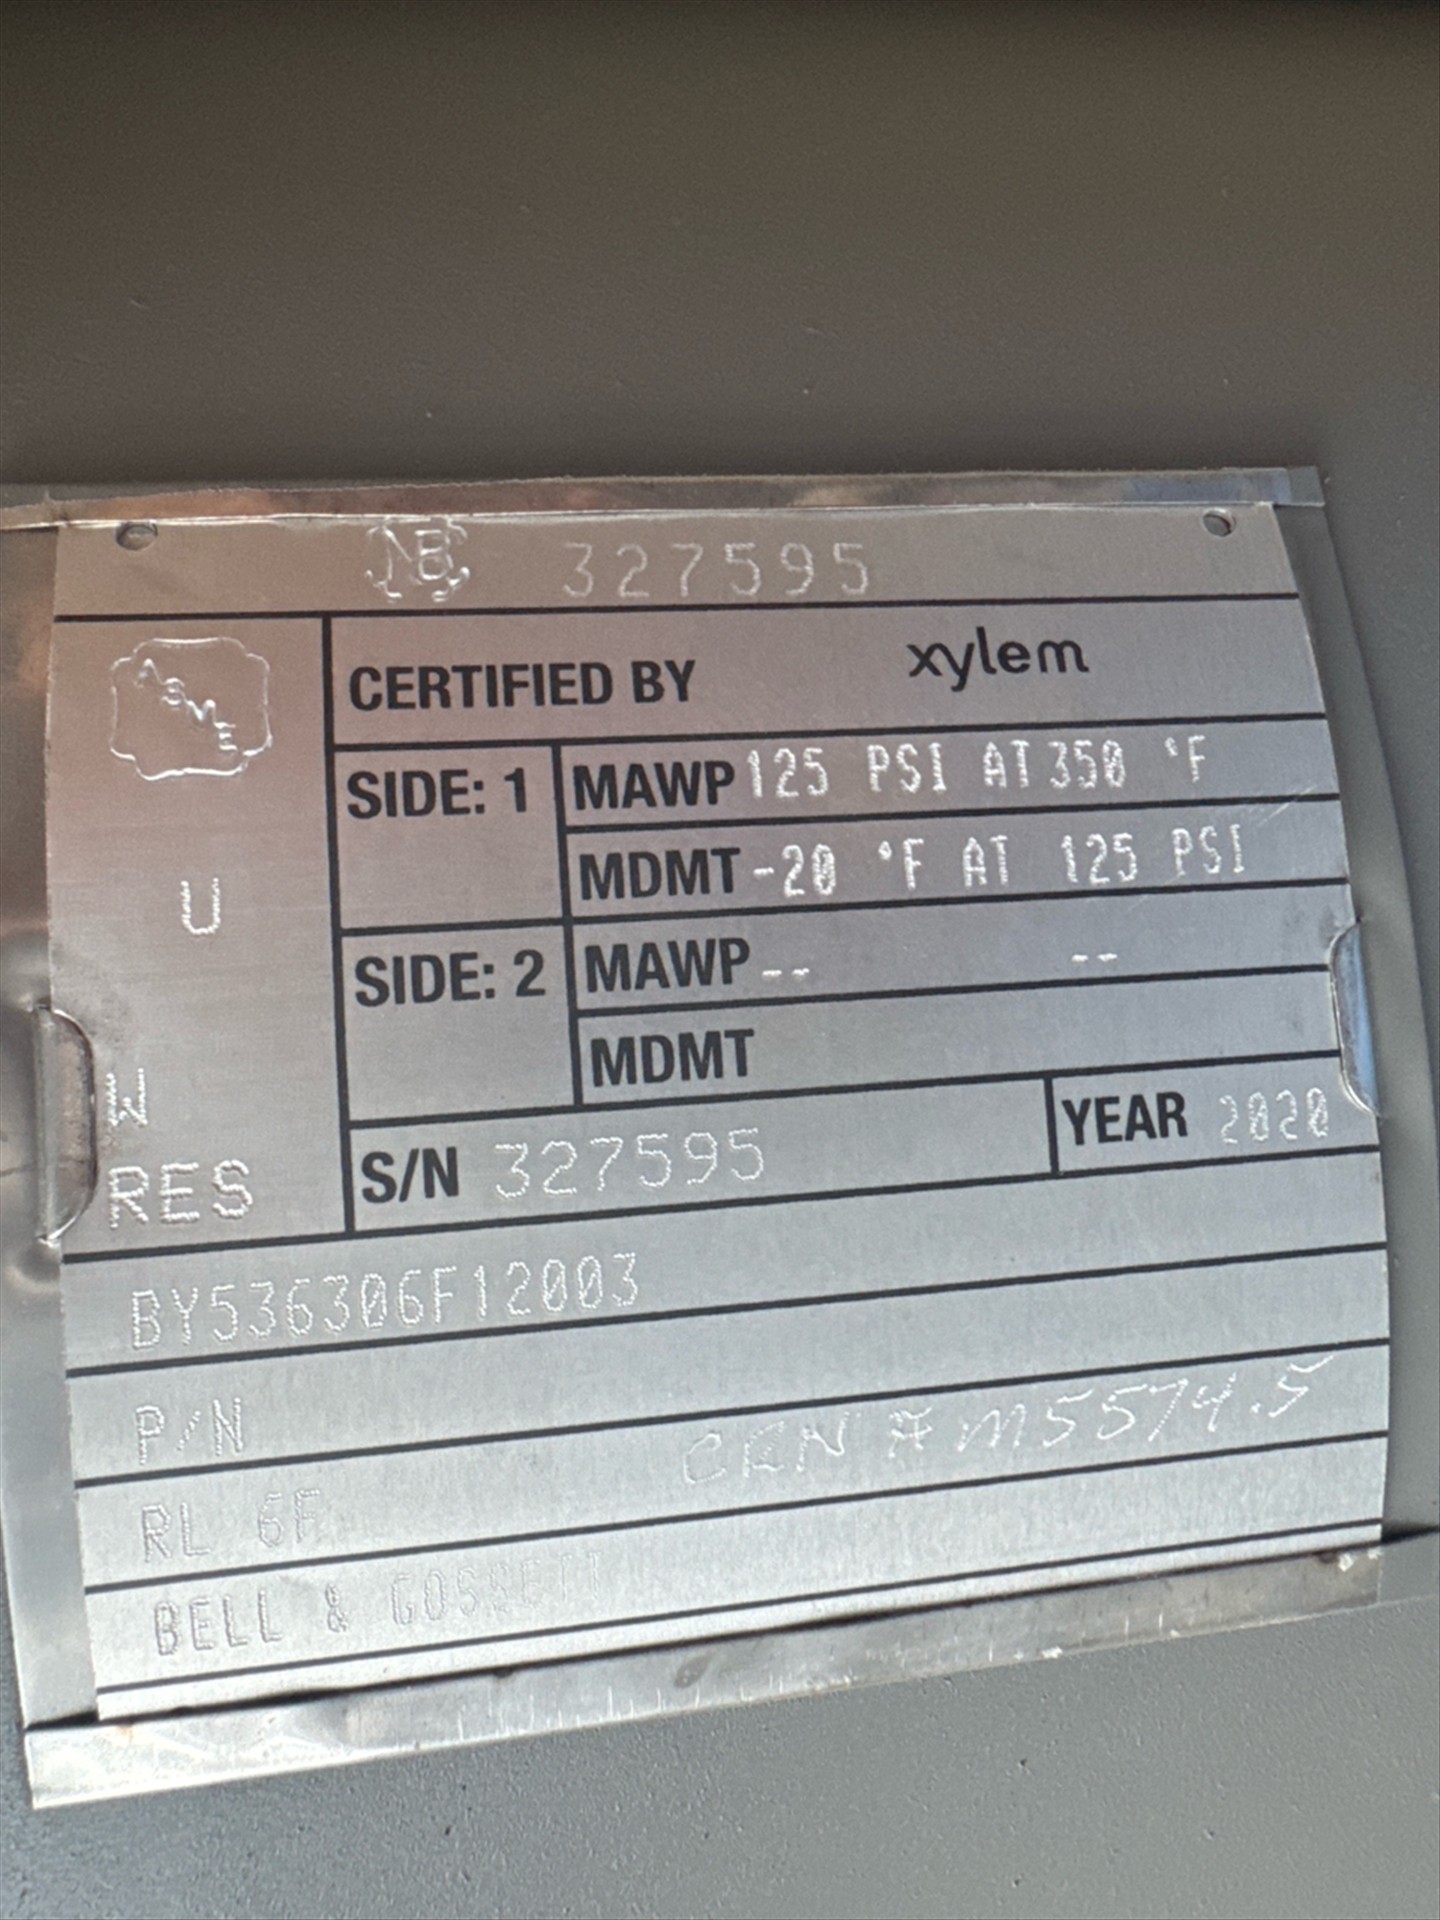 NB 327595
ASME
CERTIFIED BY xylem
SIDE: 1 MAWP 125 PSI AT 350 °F
MDMT -20 °F AT 125 PSI
U
SIDE: 2 MAWP -- --
MDMT
W
RES
S/N 327595 YEAR 2020
BY536306F12003
P/N
CRN # M5574.5
RL 6F
BELL & GOSSETT